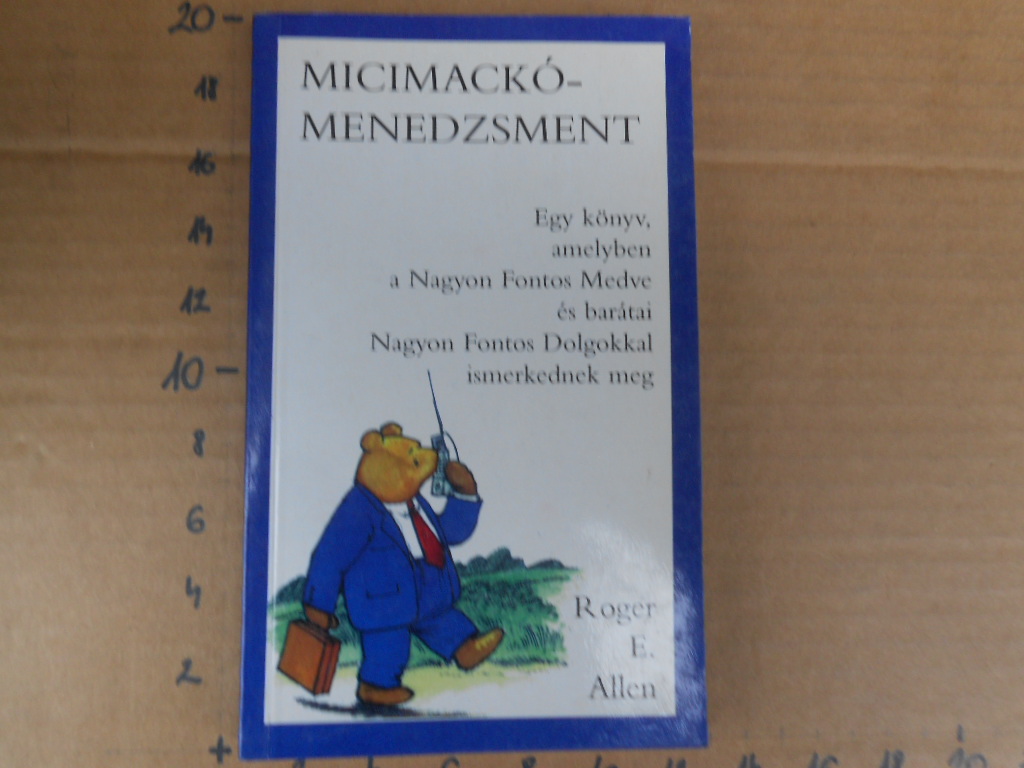 MICIMACKÓ-
MENEDZSMENT
Egy könyv,
amelyben
a Nagyon Fontos Medve
és barátai
Nagyon Fontos Dolgokkal
ismerkednek meg
Roger
E.
Allen
20
18
16
14
12
10
8
6
4
2
+
20